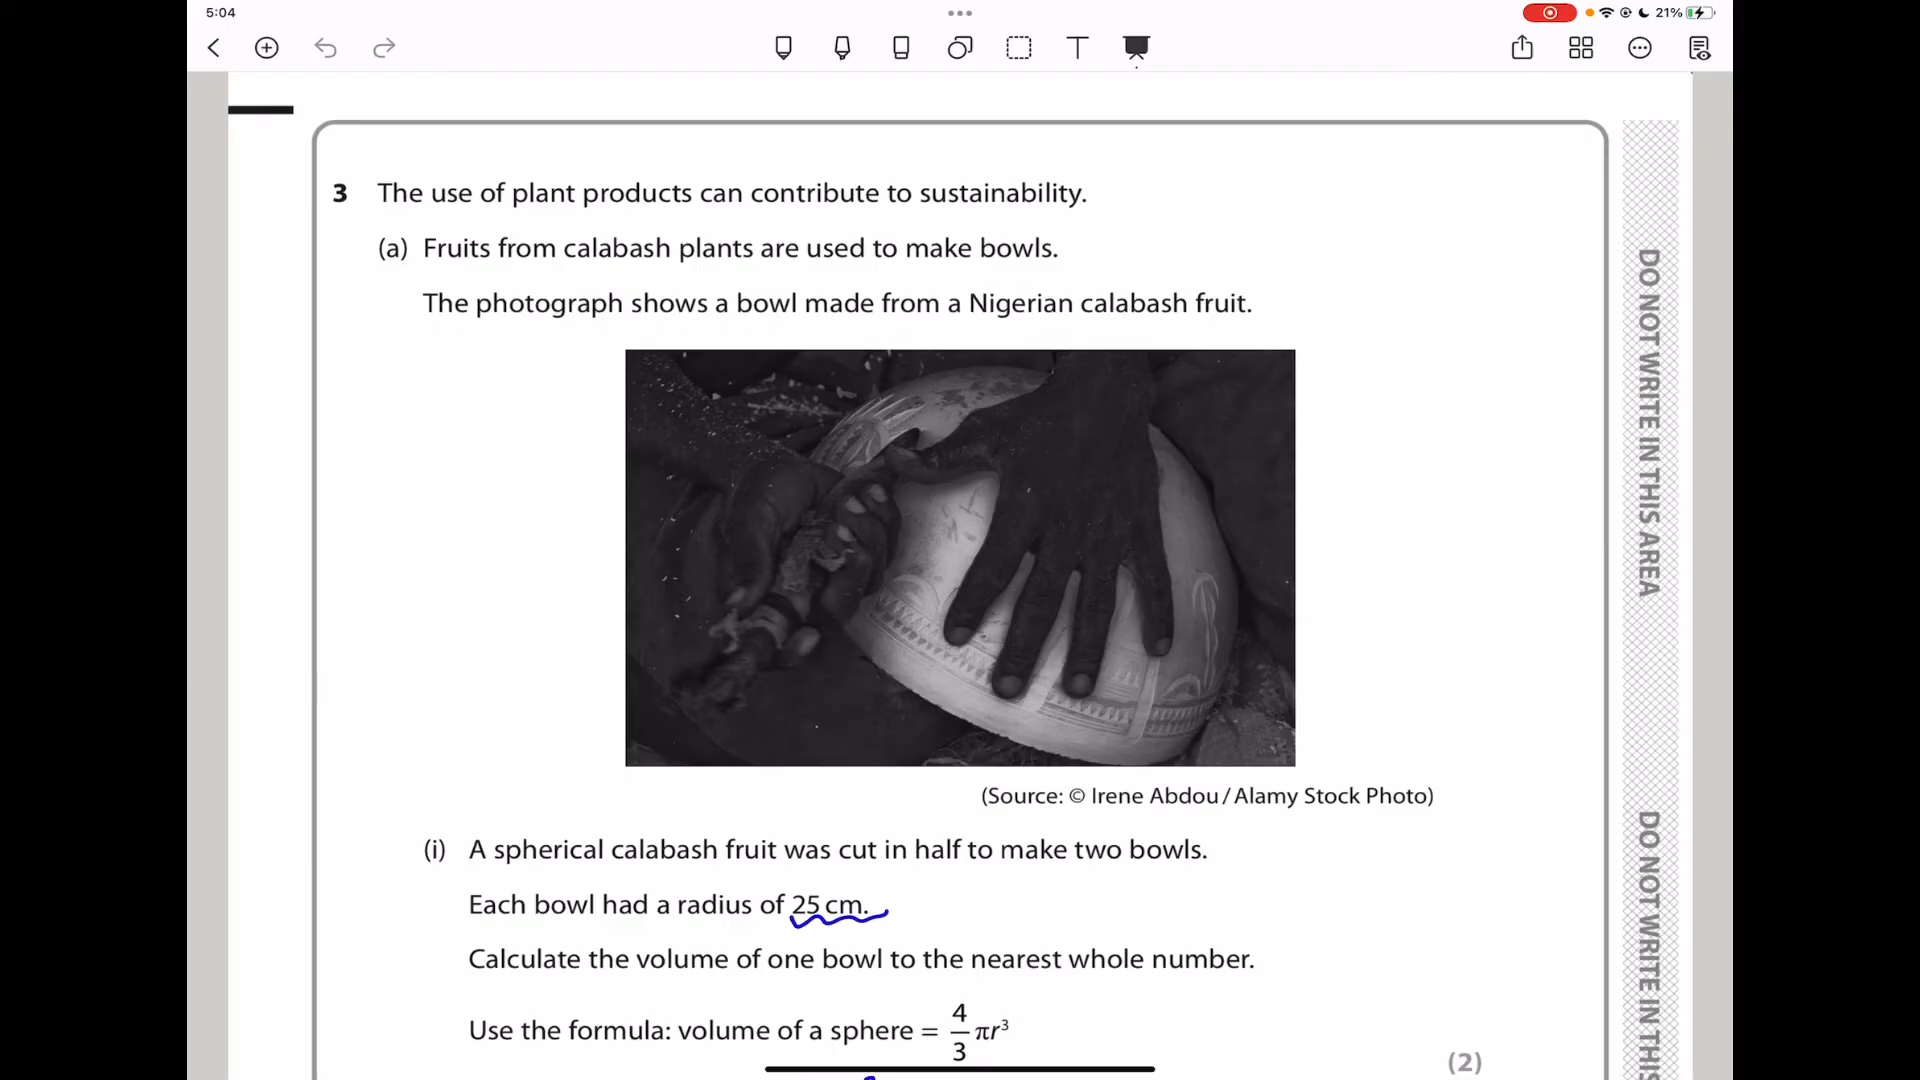 5:04
21%
3 The use of plant products can contribute to sustainability.
(a) Fruits from calabash plants are used to make bowls.
The photograph shows a bowl made from a Nigerian calabash fruit.
(Source: © Irene Abdou / Alamy Stock Photo)
(i) A spherical calabash fruit was cut in half to make two bowls.
Each bowl had a radius of 25 cm.
Calculate the volume of one bowl to the nearest whole number.
Use the formula: volume of a sphere = 4/3 πr³
(2)
DO NOT WRITE IN THIS AREA
DO NOT WRITE IN THIS